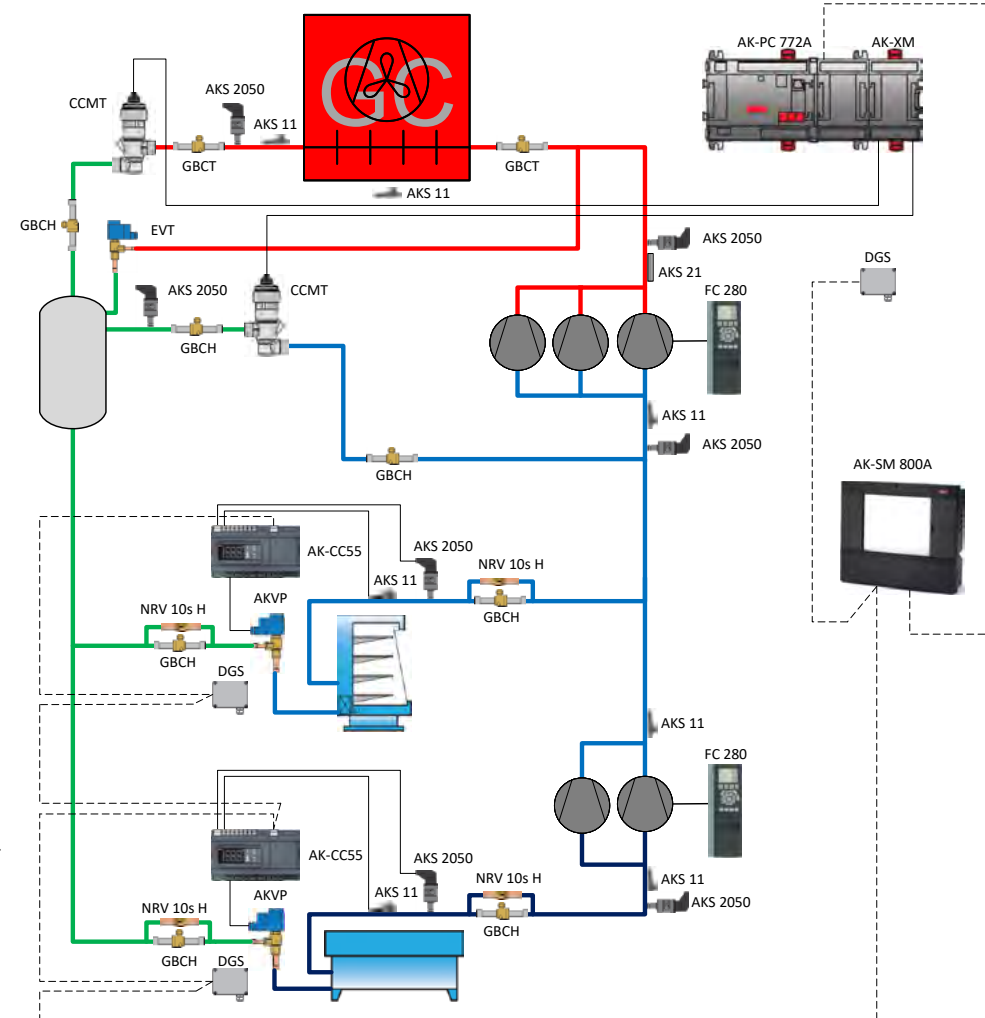 AK-PC 772A
AK-XM
CCMT
AKS 2050
AKS 11
GC
GBCT
GBCT
AKS 11
GBCH
EVT
AKS 2050
AKS 21
DGS
FC 280
AKS 2050
CCMT
GBCH
AKS 11
AKS 2050
GBCH
AK-SM 800A
AK-CC55
AKS 2050
AKS 11
NRV 10s H
GBCH
NRV 10s H
AKVP
GBCH
DGS
AKS 11
FC 280
AK-CC55
AKS 2050
AKS 11
NRV 10s H
GBCH
AKS 11
AKS 2050
NRV 10s H
AKVP
GBCH
DGS